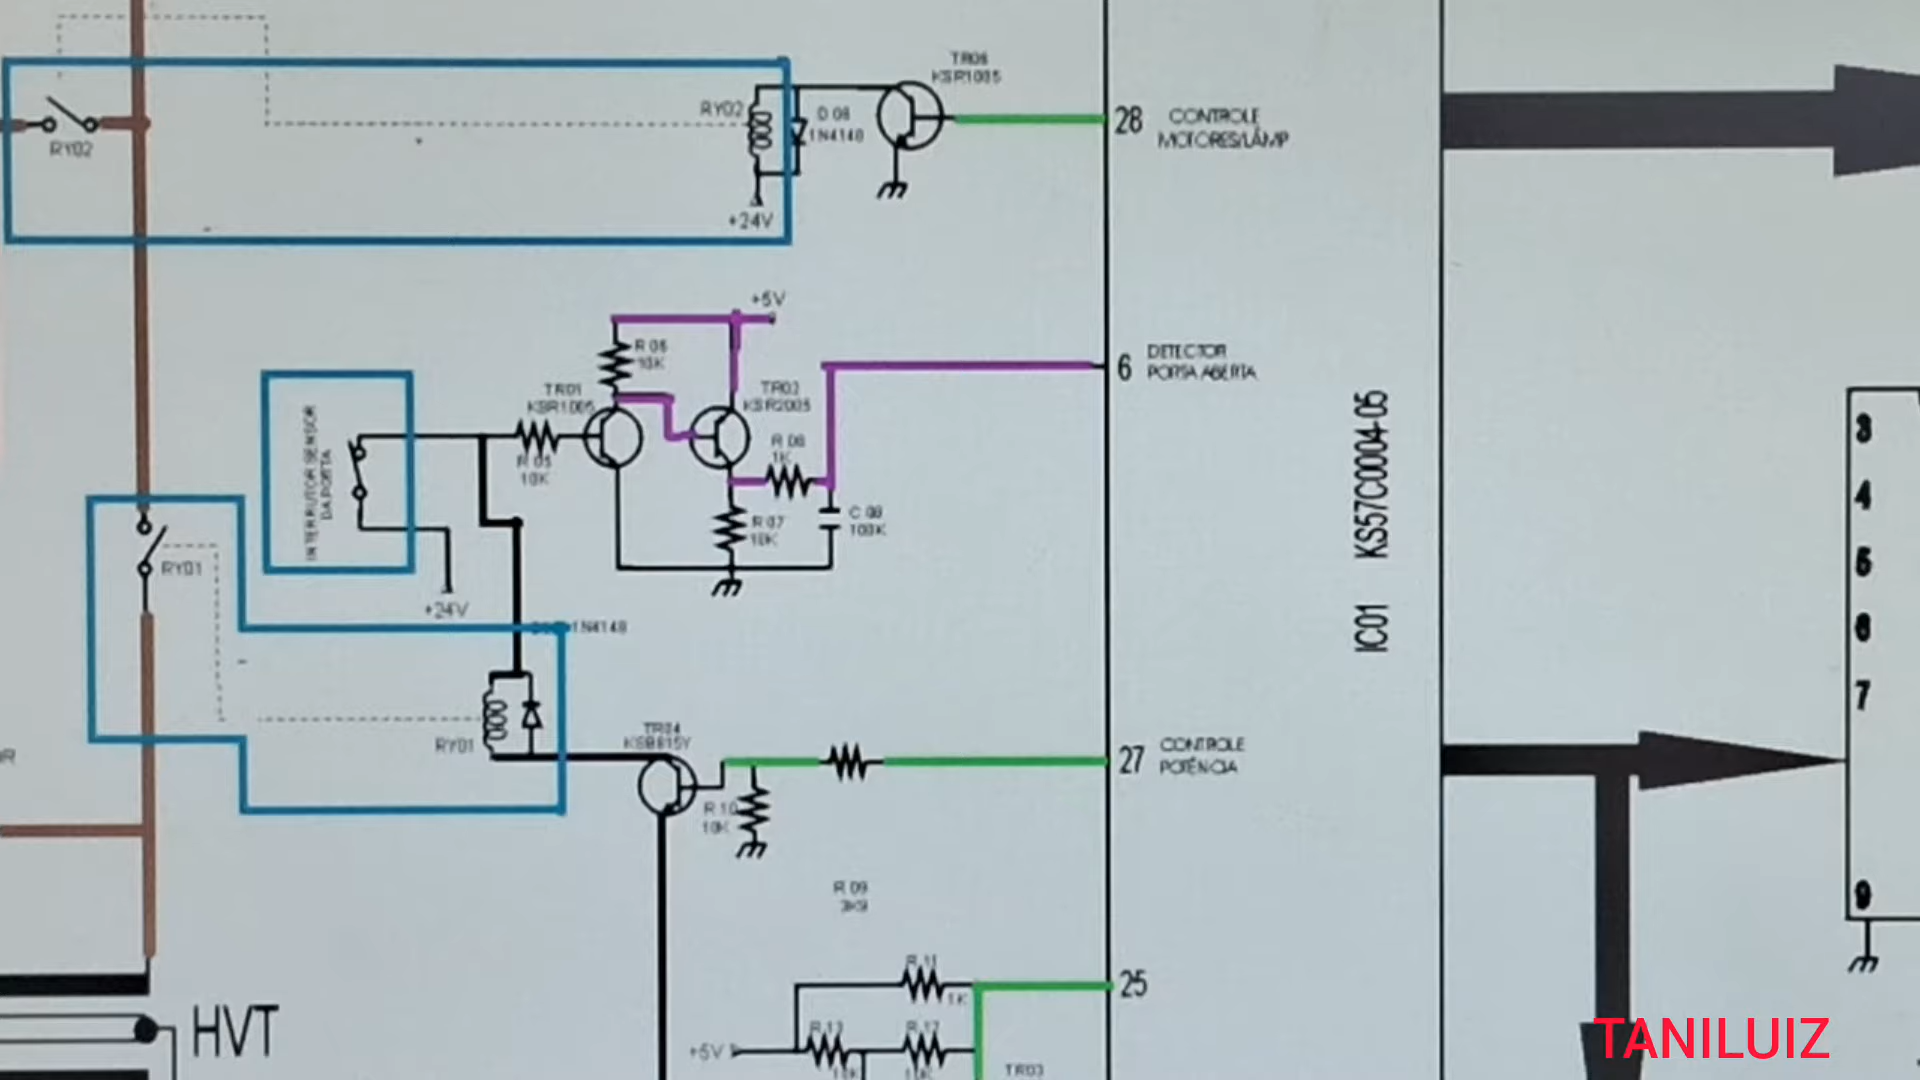 TR06
KSR1005
RY02
D 08
1N4148
28
CONTROLE
MOTORES/LÂMP
RY02
+24V
+5V
R 06
10K
DETECTOR
PORTA ABERTA
6
TR01
KSR1005
TR02
KSR2005
INTERRUTOR SENSOR
DA PORTA
R 05
10K
R 08
1K
R 07
10K
C 08
100K
IC01 KS57C0004-05
3
4
5
6
7
9
RY01
+24V
1N4148
RY01
TR04
KSB815Y
27
CONTROLE
POTÊNCIA
R 10
10K
R 09
3K9
R 11
1K
25
HVT
+5V
R 12
TR03
TANILUIZ